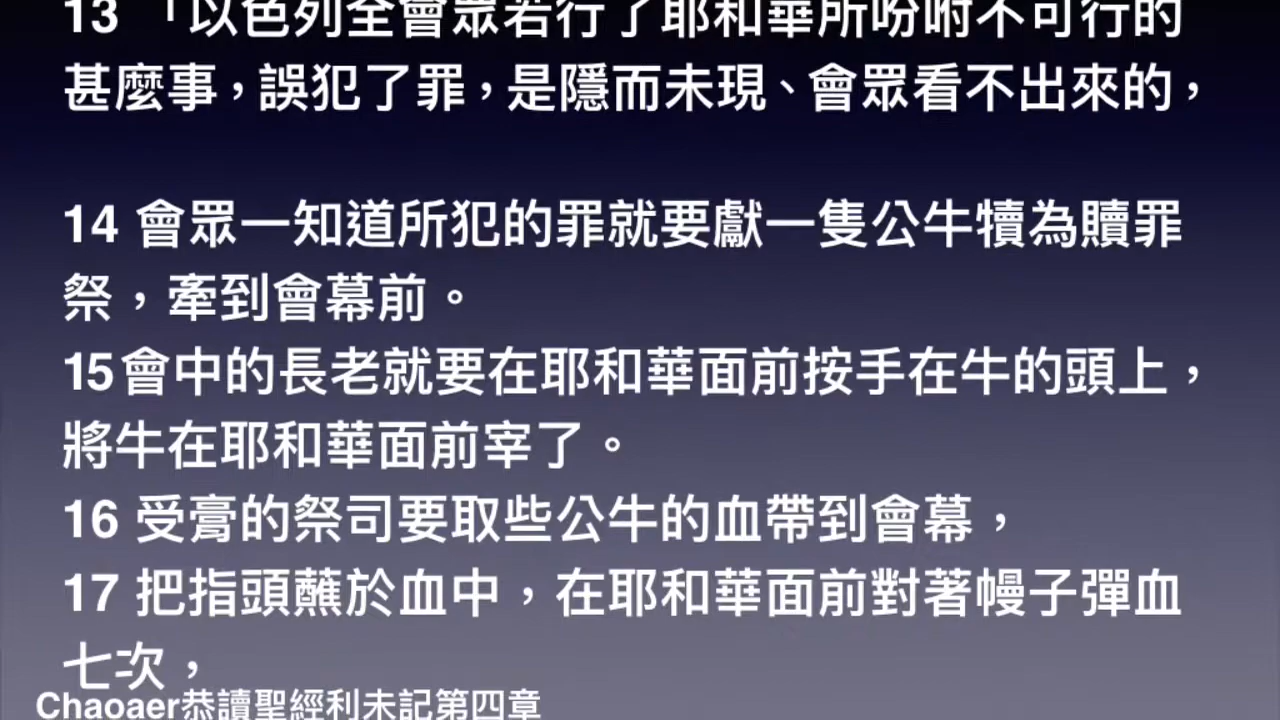 13 「以色列全會眾若行了耶和華所吩咐不可行的
甚麼事，誤犯了罪，是隱而未現、會眾看不出來的，
14 會眾一知道所犯的罪就要獻一隻公牛犢為贖罪
祭，牽到會幕前。
15會中的長老就要在耶和華面前按手在牛的頭上，
將牛在耶和華面前宰了。
16 受膏的祭司要取些公牛的血帶到會幕，
17 把指頭蘸於血中，在耶和華面前對著幔子彈血
七次，
Chaoaer恭讀聖經利未記第四章